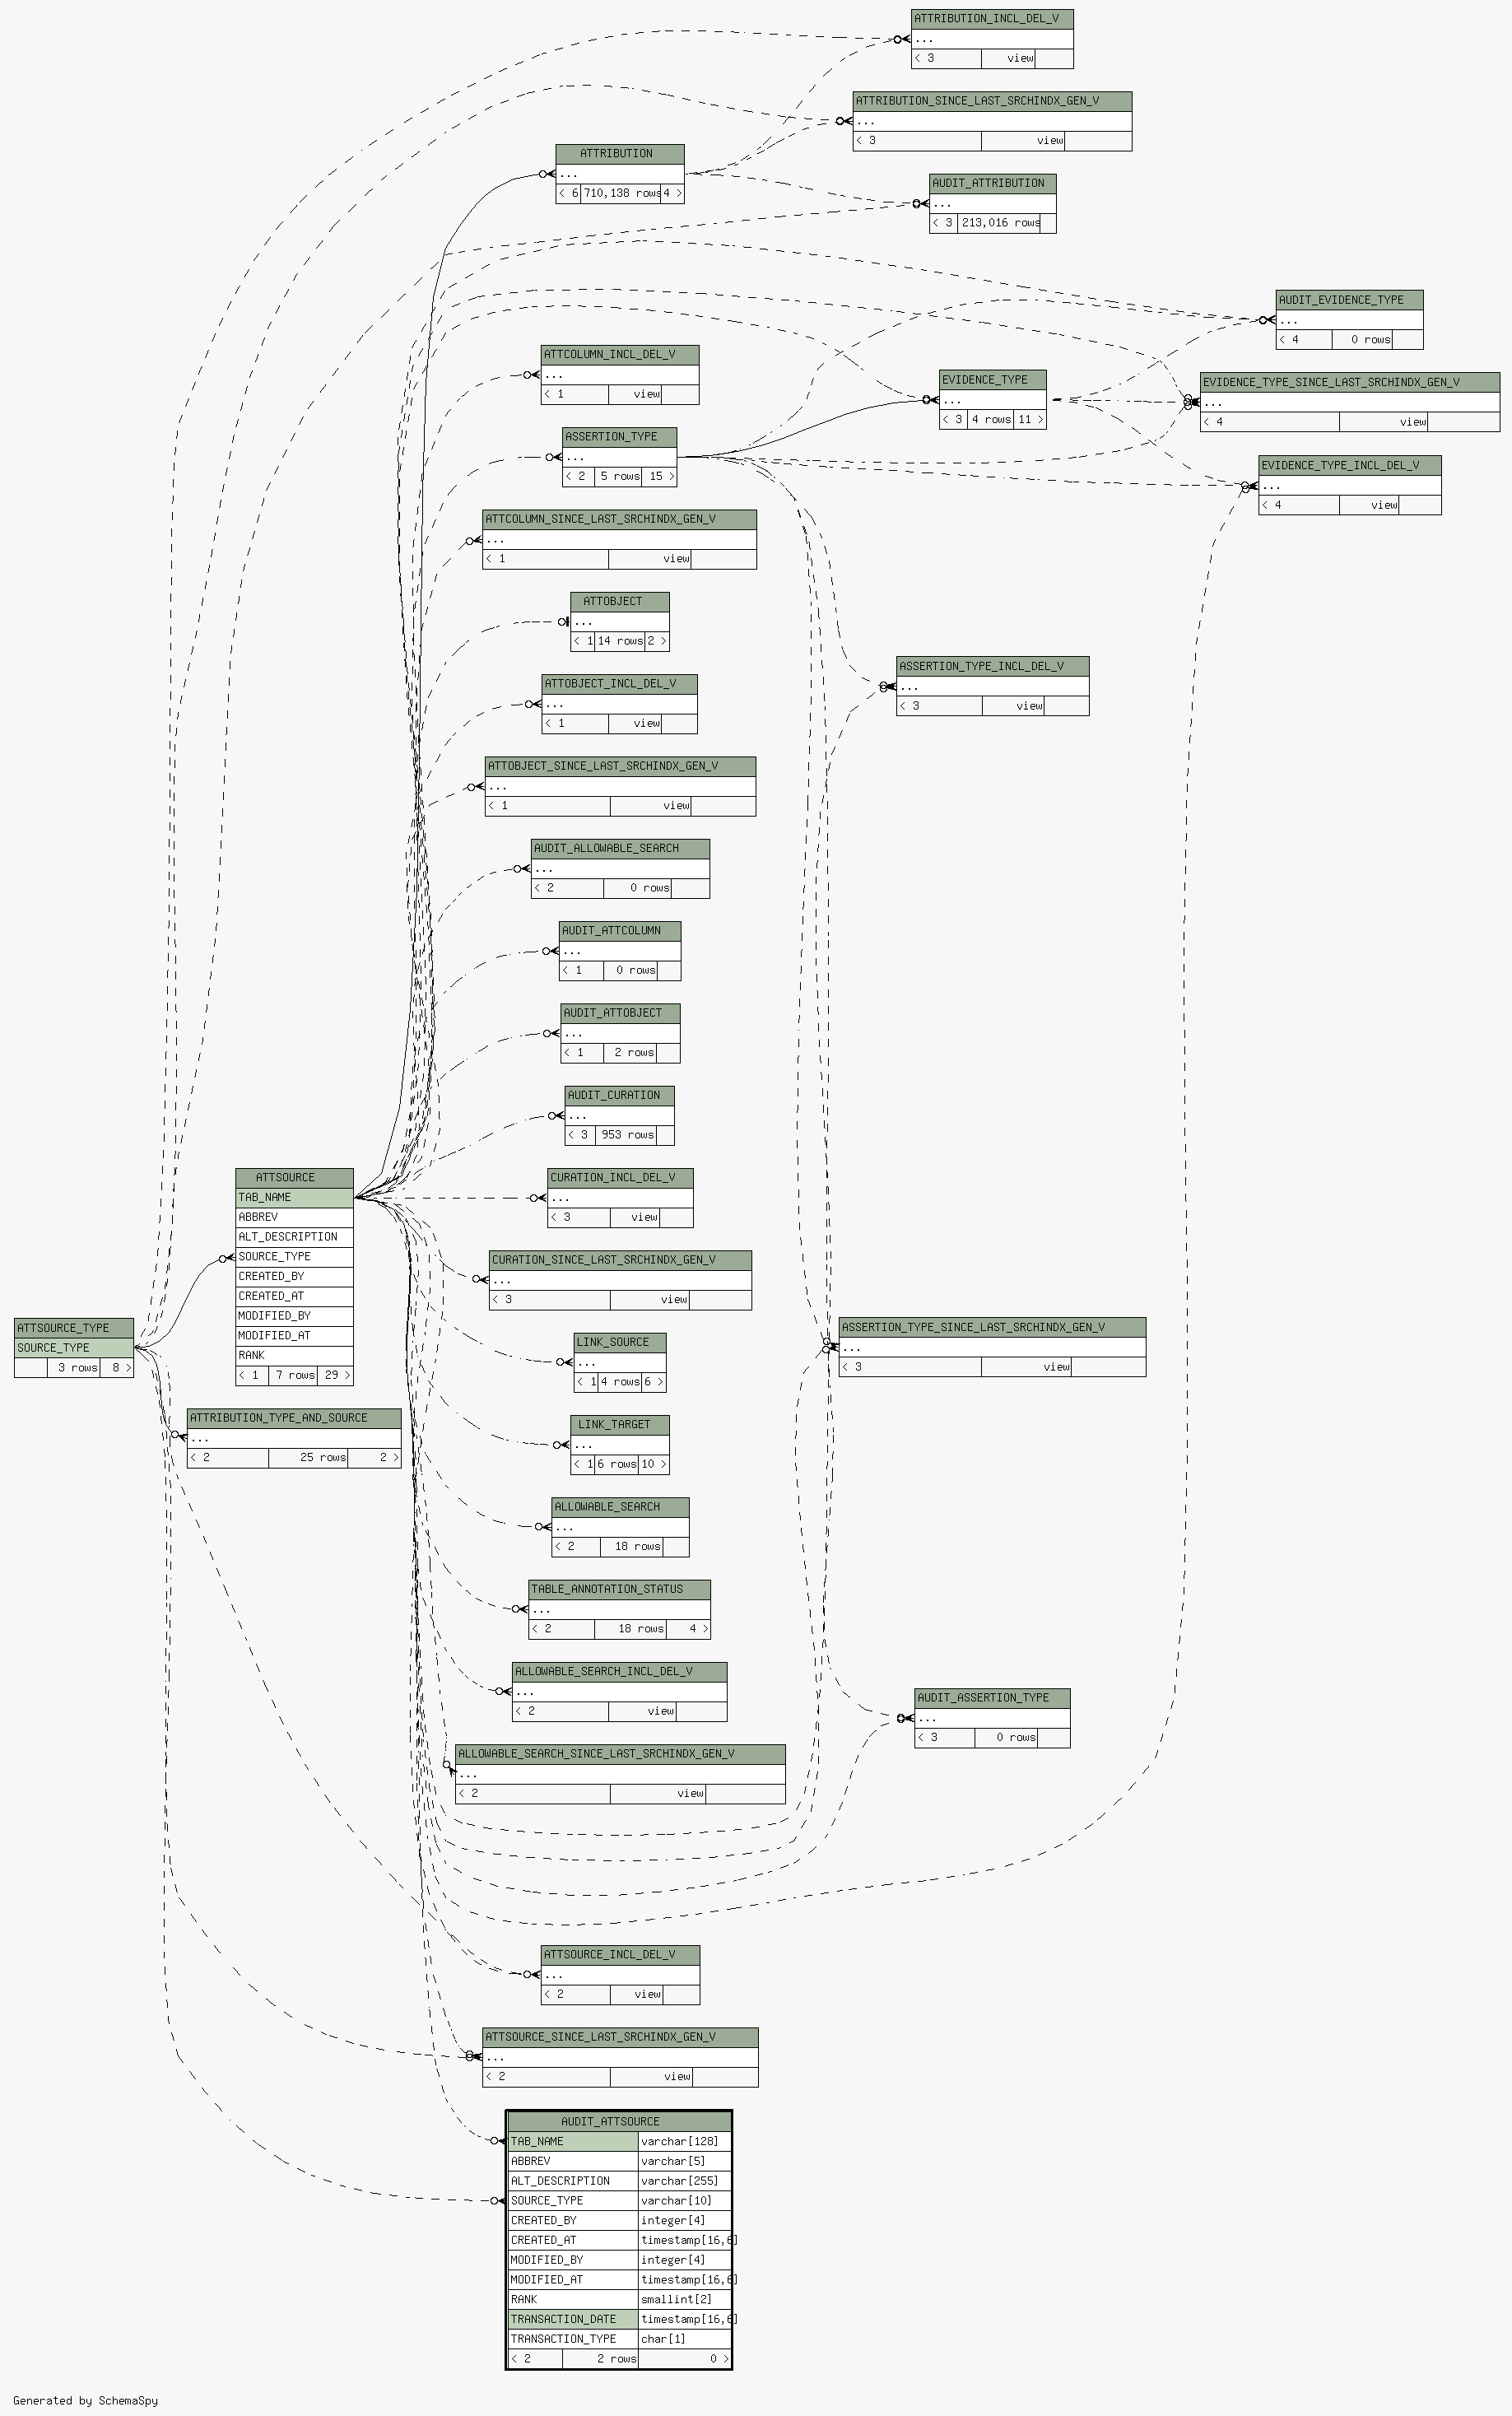 ATTRIBUTION_INCL_DEL_V
...
< 3 view
ATTRIBUTION_SINCE_LAST_SRCHINDX_GEN_V
...
< 3 view
ATTRIBUTION
...
< 6 710,138 rows 4 >
AUDIT_ATTRIBUTION
...
< 3 213,016 rows
AUDIT_EVIDENCE_TYPE
...
< 4 0 rows
ATTCOLUMN_INCL_DEL_V
...
< 1 view
EVIDENCE_TYPE
...
< 3 4 rows 11 >
EVIDENCE_TYPE_SINCE_LAST_SRCHINDX_GEN_V
...
< 4 view
ASSERTION_TYPE
...
< 2 5 rows 15 >
EVIDENCE_TYPE_INCL_DEL_V
...
< 4 view
ATTCOLUMN_SINCE_LAST_SRCHINDX_GEN_V
...
< 1 view
ATTOBJECT
...
< 1 14 rows 2 >
ASSERTION_TYPE_INCL_DEL_V
...
< 3 view
ATTOBJECT_INCL_DEL_V
...
< 1 view
ATTOBJECT_SINCE_LAST_SRCHINDX_GEN_V
...
< 1 view
AUDIT_ALLOWABLE_SEARCH
...
< 2 0 rows
AUDIT_ATTCOLUMN
...
< 1 0 rows
AUDIT_ATTOBJECT
...
< 1 2 rows
AUDIT_CURATION
...
< 3 953 rows
ATTSOURCE
TAB_NAME
ABBREV
ALT_DESCRIPTION
SOURCE_TYPE
CREATED_BY
CREATED_AT
MODIFIED_BY
MODIFIED_AT
RANK
< 1 7 rows 29 >
CURATION_INCL_DEL_V
...
< 3 view
CURATION_SINCE_LAST_SRCHINDX_GEN_V
...
< 3 view
ATTSOURCE_TYPE
SOURCE_TYPE
3 rows 8 >
LINK_SOURCE
...
< 1 4 rows 6 >
ASSERTION_TYPE_SINCE_LAST_SRCHINDX_GEN_V
...
< 3 view
ATTRIBUTION_TYPE_AND_SOURCE
...
< 2 25 rows 2 >
LINK_TARGET
...
< 1 6 rows 10 >
ALLOWABLE_SEARCH
...
< 2 18 rows
TABLE_ANNOTATION_STATUS
...
< 2 18 rows 4 >
ALLOWABLE_SEARCH_INCL_DEL_V
...
< 2 view
AUDIT_ASSERTION_TYPE
...
< 3 0 rows
ALLOWABLE_SEARCH_SINCE_LAST_SRCHINDX_GEN_V
...
< 2 view
ATTSOURCE_INCL_DEL_V
...
< 2 view
ATTSOURCE_SINCE_LAST_SRCHINDX_GEN_V
...
< 2 view
AUDIT_ATTSOURCE
TAB_NAME varchar[128]
ABBREV varchar[5]
ALT_DESCRIPTION varchar[255]
SOURCE_TYPE varchar[10]
CREATED_BY integer[4]
CREATED_AT timestamp[16,6]
MODIFIED_BY integer[4]
MODIFIED_AT timestamp[16,6]
RANK smallint[2]
TRANSACTION_DATE timestamp[16,6]
TRANSACTION_TYPE char[1]
< 2 2 rows 0 >
Generated by SchemaSpy